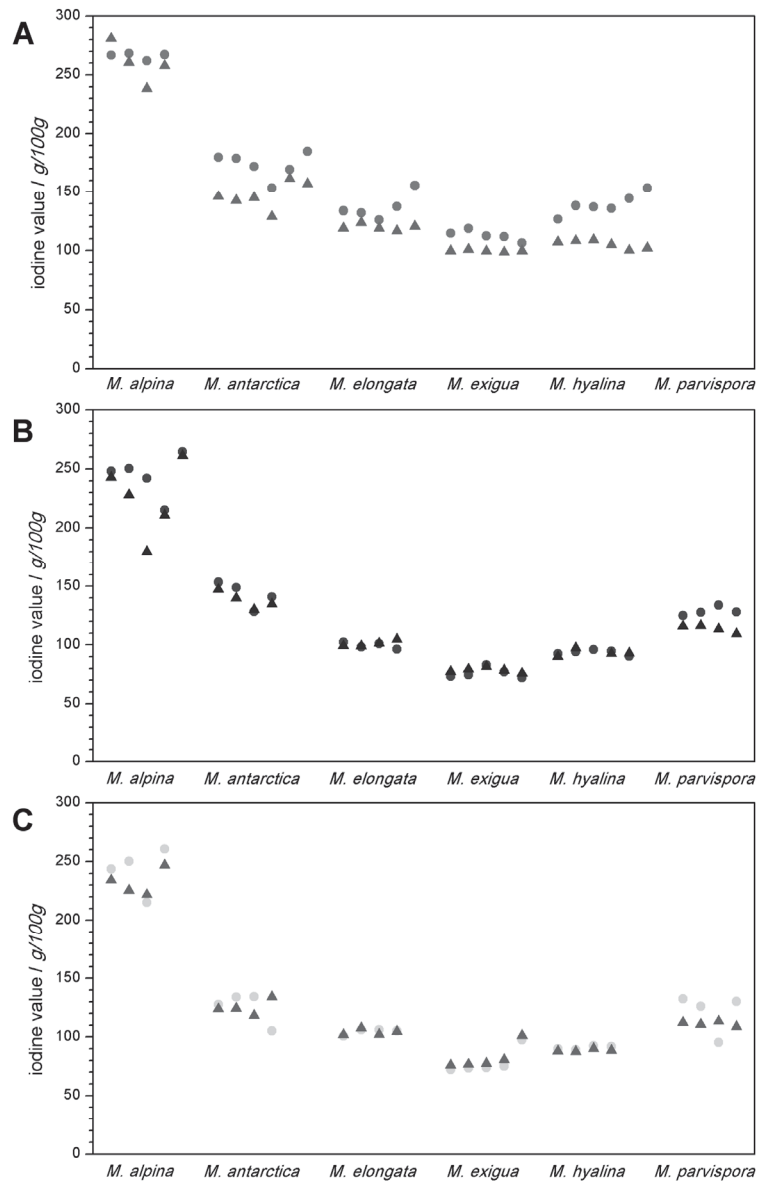 A
300
250
200
150
100
50
0
iodine value / g/100g
M. alpina M. antarctica M. elongata M. exigua M. hyalina M. parvispora
B
300
250
200
150
100
50
0
iodine value / g/100g
M. alpina M. antarctica M. elongata M. exigua M. hyalina M. parvispora
C
300
250
200
150
100
50
0
iodine value / g/100g
M. alpina M. antarctica M. elongata M. exigua M. hyalina M. parvispora